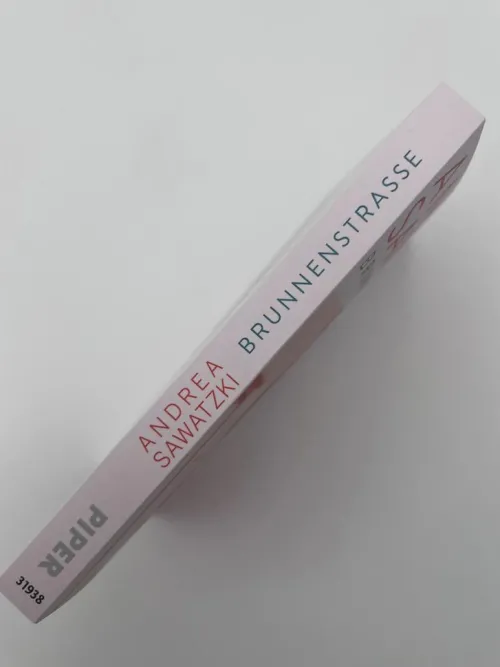 BRUNNENSTRASSE
ANDREA
SAWATZKI
PIPER
31938